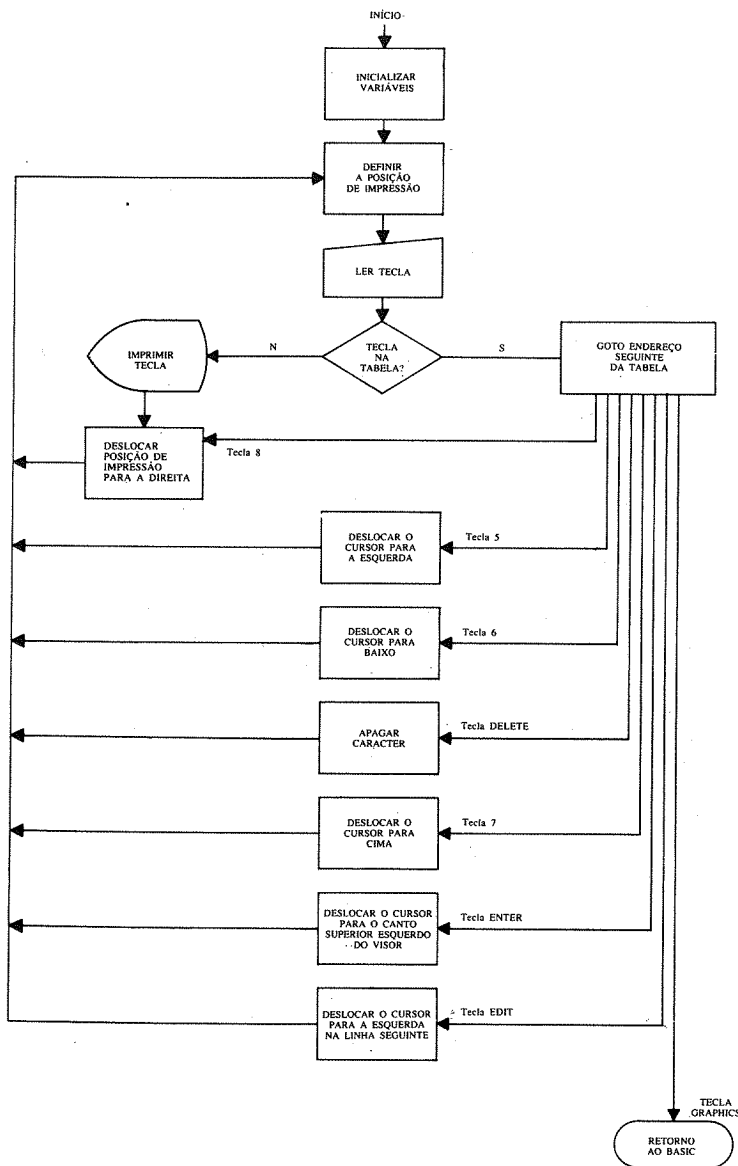 INÍCIO
INICIALIZAR
VARIÁVEIS
DEFINIR
A POSIÇÃO
DE IMPRESSÃO
LER TECLA
TECLA
NA
TABELA?
N
S
IMPRIMIR
TECLA
GOTO ENDEREÇO
SEGUINTE
DA TABELA
DESLOCAR
POSIÇÃO DE
IMPRESSÃO
PARA A DIREITA
Tecla 8
DESLOCAR O
CURSOR PARA
A ESQUERDA
Tecla 5
DESLOCAR O
CURSOR PARA
BAIXO
Tecla 6
APAGAR
CARACTER
Tecla DELETE
DESLOCAR O
CURSOR PARA
CIMA
Tecla 7
DESLOCAR O CURSOR
PARA O CANTO
SUPERIOR ESQUERDO
DO VISOR
Tecla ENTER
DESLOCAR O CURSOR
PARA A ESQUERDA
NA LINHA SEGUINTE
Tecla EDIT
TECLA
GRAPHICS
RETORNO
AO BASIC